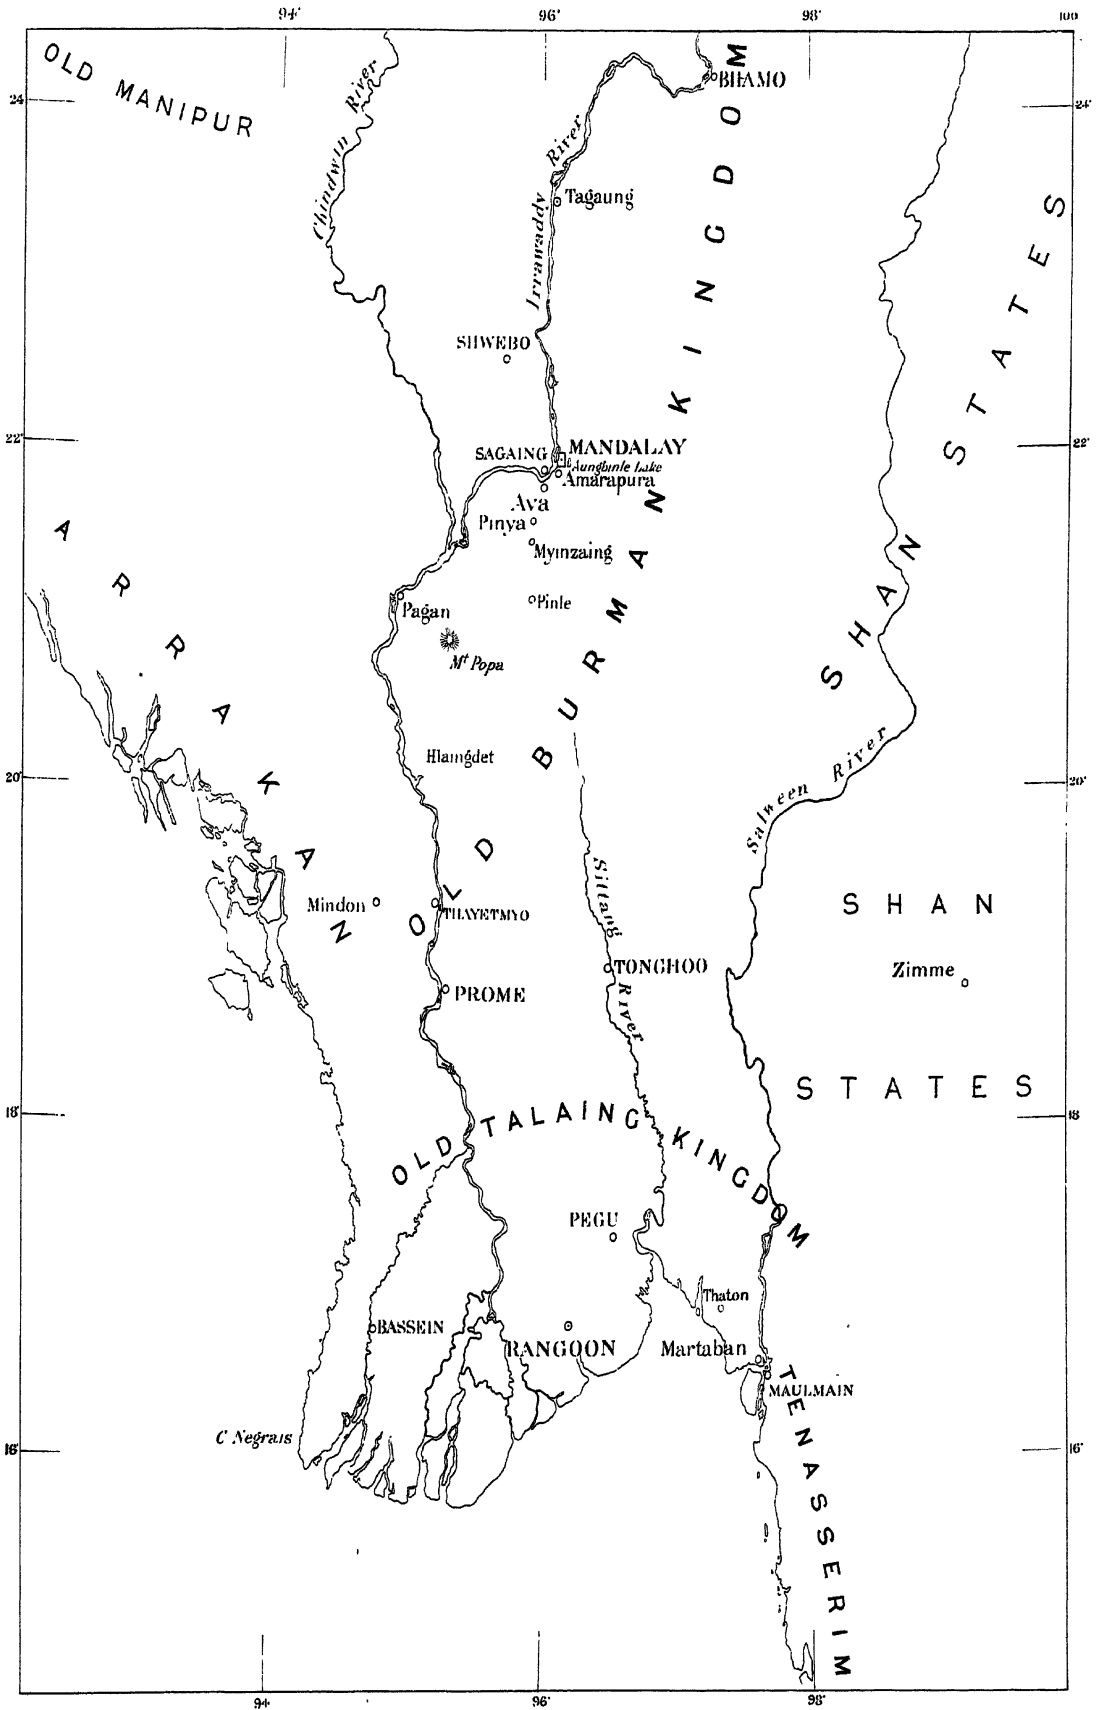 94° 96° 98° 100
OLD MANIPUR
24° 24°
Chindwin River
Irrawaddy River
BHAMO
Tagaung
SHWEBO
22° 22°
SAGAING
MANDALAY
Aungbinle Lake
Amarapura
Ava
Pinya
Myinzaing
Pinle
Pagan
Mt Popa
Hlaingdet
OLD BURMAN KINGDOM
SHAN STATES
ARRAKAN
20° 20°
Salween River
Sittang River
Mindon
THAYETMYO
TONGHOO
PROME
SHAN
Zimme
STATES
18° 18°
OLD TALAING KINGDOM
PEGU
Thaton
BASSEIN
RANGOON
Martaban
MAULMAIN
C Negrais
16° 16°
TENASSERIM
94° 96° 98°